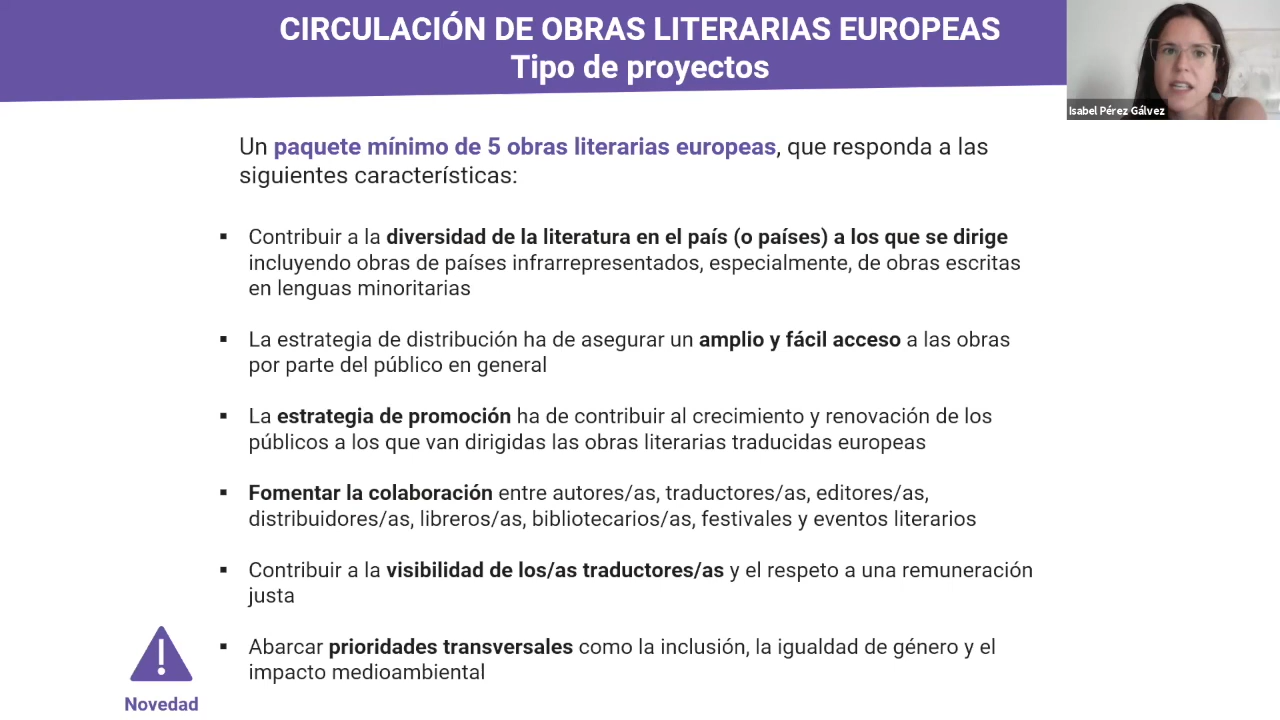 CIRCULACIÓN DE OBRAS LITERARIAS EUROPEAS
Tipo de proyectos
Isabel Pérez Gálvez
Un paquete mínimo de 5 obras literarias europeas, que responda a las
siguientes características:
▪ Contribuir a la diversidad de la literatura en el país (o países) a los que se dirige
incluyendo obras de países infrarrepresentados, especialmente, de obras escritas
en lenguas minoritarias
▪ La estrategia de distribución ha de asegurar un amplio y fácil acceso a las obras
por parte del público en general
▪ La estrategia de promoción ha de contribuir al crecimiento y renovación de los
públicos a los que van dirigidas las obras literarias traducidas europeas
▪ Fomentar la colaboración entre autores/as, traductores/as, editores/as,
distribuidores/as, libreros/as, bibliotecarios/as, festivales y eventos literarios
▪ Contribuir a la visibilidad de los/as traductores/as y el respeto a una remuneración
justa
▪ Abarcar prioridades transversales como la inclusión, la igualdad de género y el
impacto medioambiental
Novedad